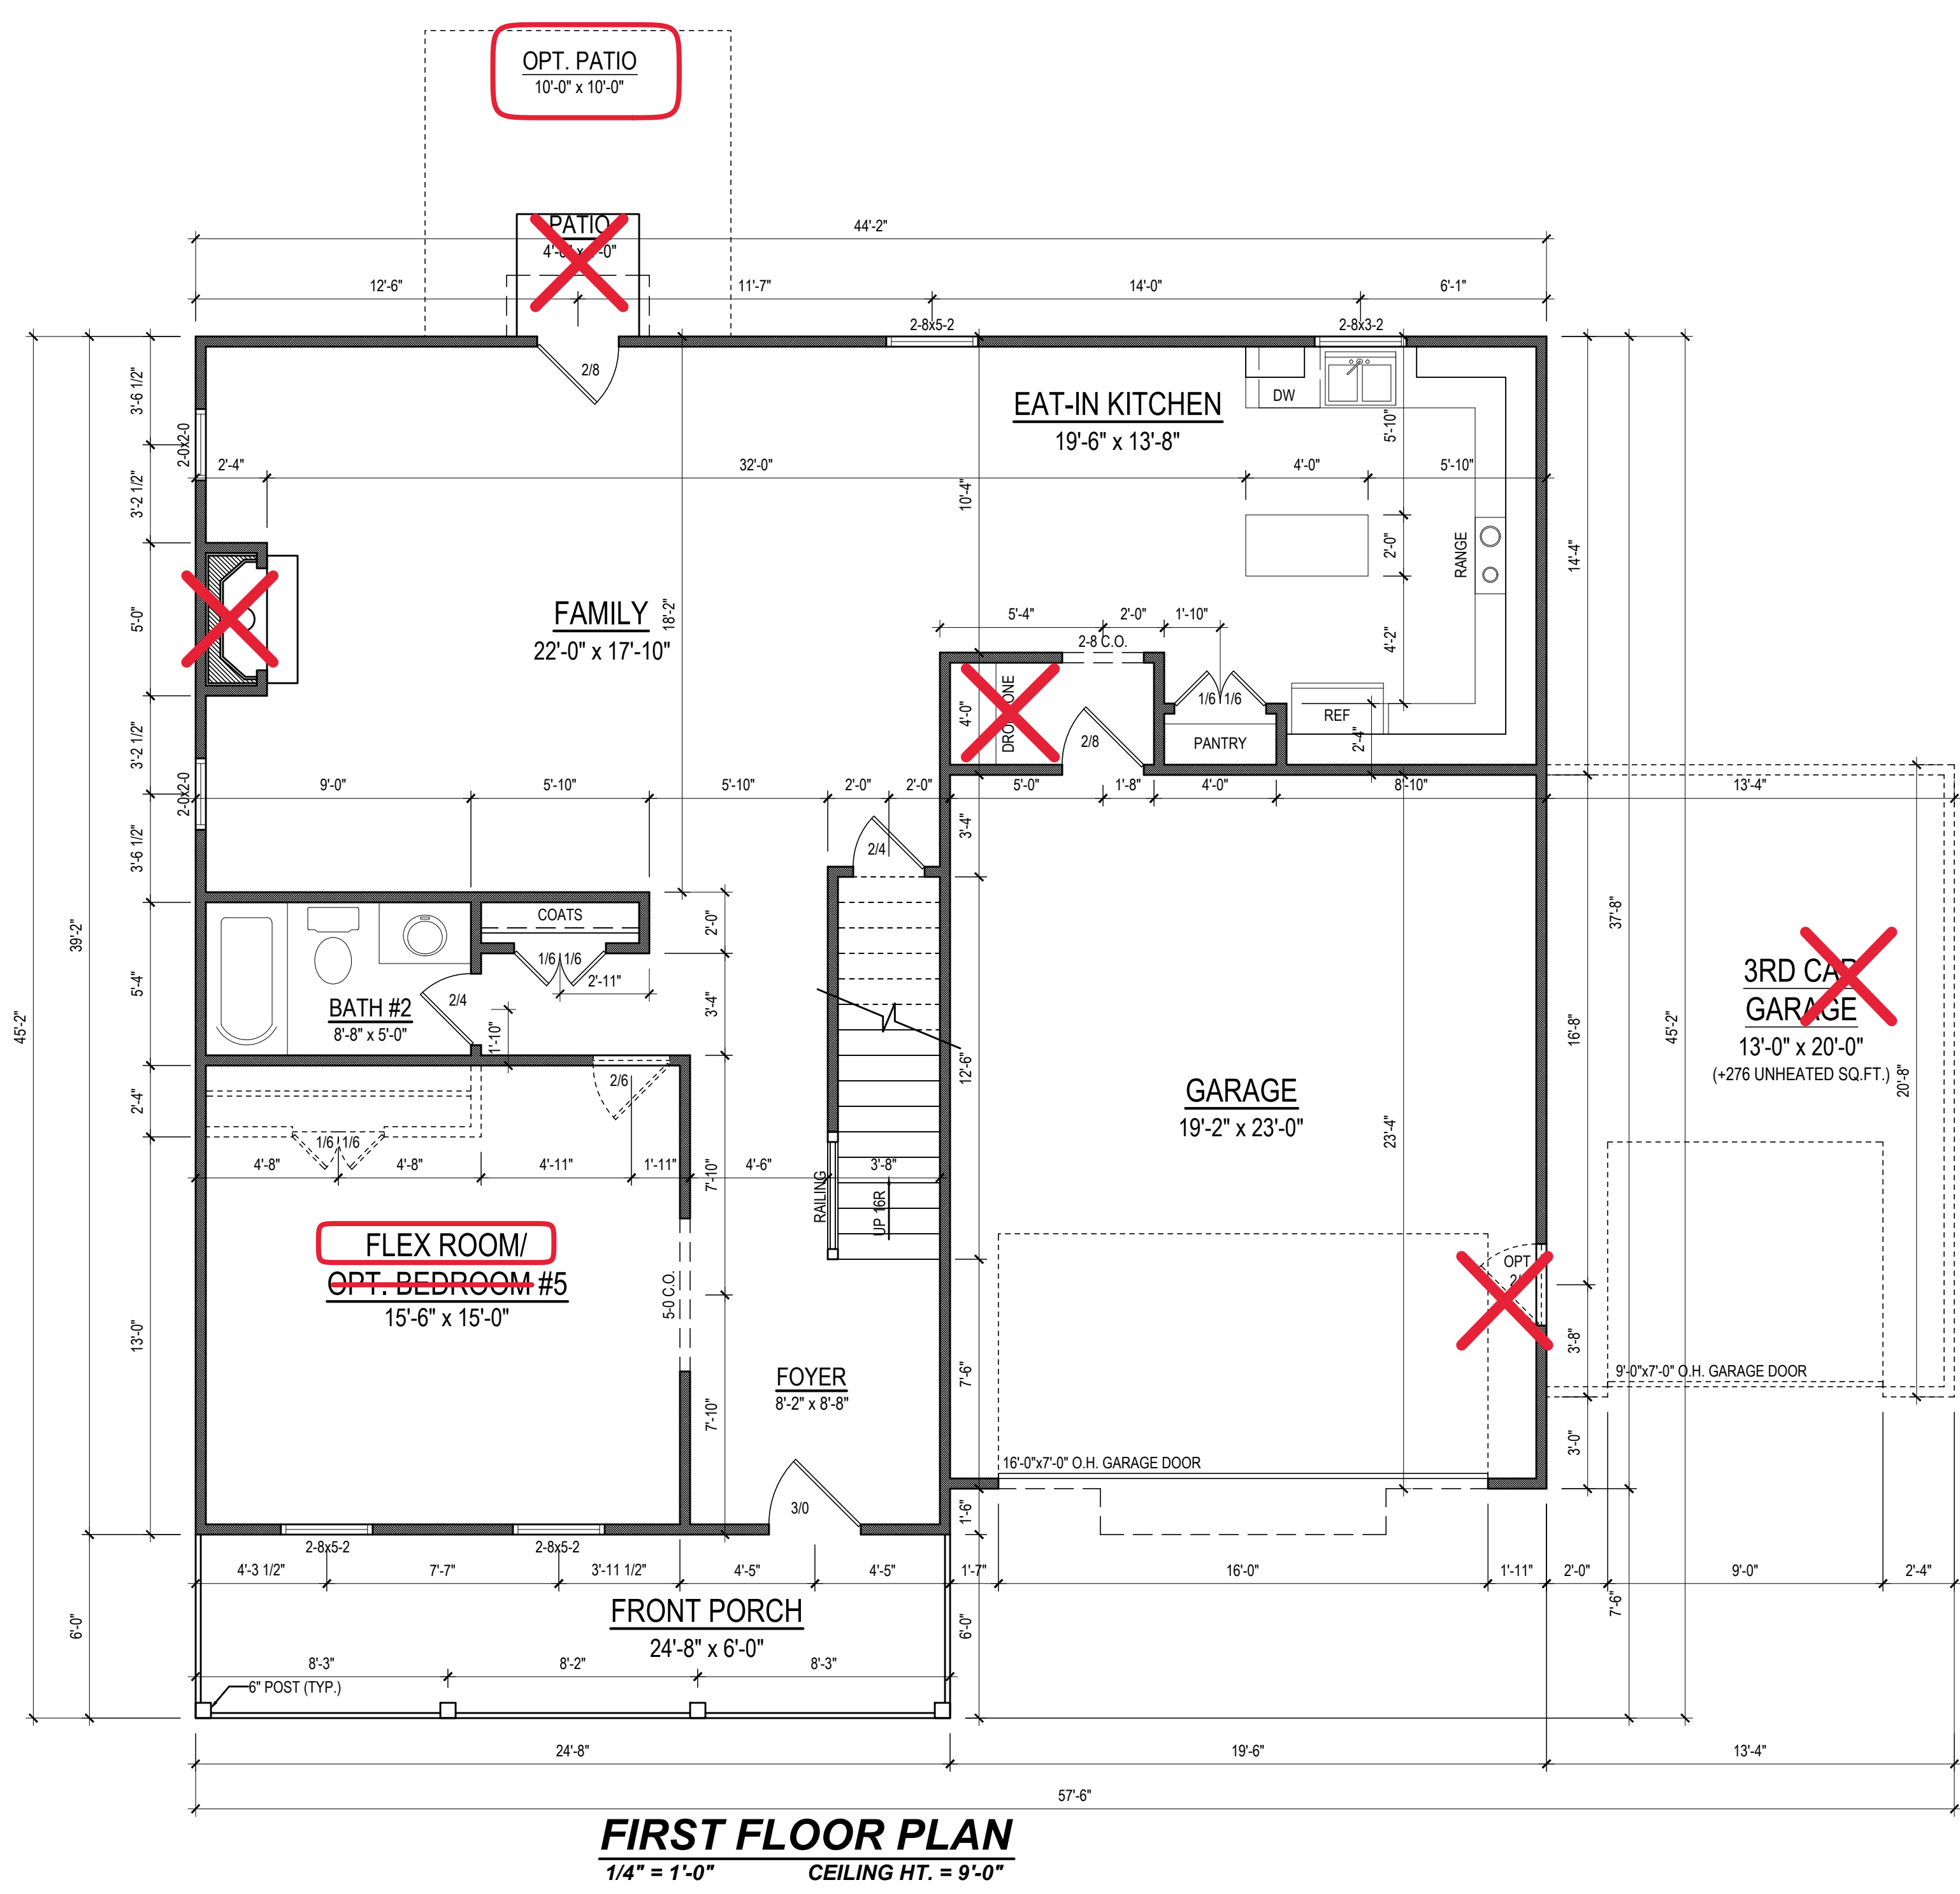 OPT. PATIO
10'-0" x 10'-0"
PATIO
44'-2"
12'-6"
11'-7"
14'-0"
6'-1"
2-8x5-2
2-8x3-2
2/8
EAT-IN KITCHEN
19'-6" x 13'-8"
DW
5'-10"
3'-6 1/2"
2-0x2-0
2'-4"
32'-0"
4'-0"
5'-10"
3'-2 1/2"
10'-4"
RANGE
2'-0"
14'-4"
5'-0"
FAMILY
22'-0" x 17'-10"
18'-2"
5'-4"
2'-0"
1'-10"
2-8 C.O.
4'-2"
4'-0"
1/6
1/6
REF
2/8
PANTRY
2'-4"
3'-2 1/2"
2-0x2-0
9'-0"
5'-10"
5'-10"
2'-0"
2'-0"
5'-0"
1'-8"
4'-0"
8'-10"
13'-4"
3'-6 1/2"
3'-4"
2/4
39'-2"
COATS
2'-0"
37'-8"
1/6
1/6
2'-11"
5'-4"
2/4
BATH #2
8'-8" x 5'-0"
1'-10"
3'-4"
45'-2"
16'-8"
45'-2"
3RD CAR
GARAGE
13'-0" x 20'-0"
(+276 UNHEATED SQ.FT.)
20'-8"
12'-6"
2/6
GARAGE
19'-2" x 23'-0"
23'-4"
2'-4"
1/6
1/6
4'-8"
4'-8"
4'-11"
1'-11"
7'-10"
4'-6"
3'-8"
RAILING
UP 16R
FLEX ROOM/
OPT. BEDROOM #5
15'-6" x 15'-0"
5-0 C.O.
OPT
13'-0"
3'-8"
FOYER
8'-2" x 8'-8"
7'-6"
9'-0"x7'-0" O.H. GARAGE DOOR
7'-10"
3'-0"
16'-0"x7'-0" O.H. GARAGE DOOR
3/0
1'-6"
2-8x5-2
2-8x5-2
4'-3 1/2"
7'-7"
3'-11 1/2"
4'-5"
4'-5"
1'-7"
16'-0"
1'-11"
2'-0"
9'-0"
2'-4"
7'-6"
6'-0"
FRONT PORCH
24'-8" x 6'-0"
6'-0"
8'-3"
8'-2"
8'-3"
6" POST (TYP.)
24'-8"
19'-6"
13'-4"
57'-6"
FIRST FLOOR PLAN
1/4" = 1'-0"
CEILING HT. = 9'-0"